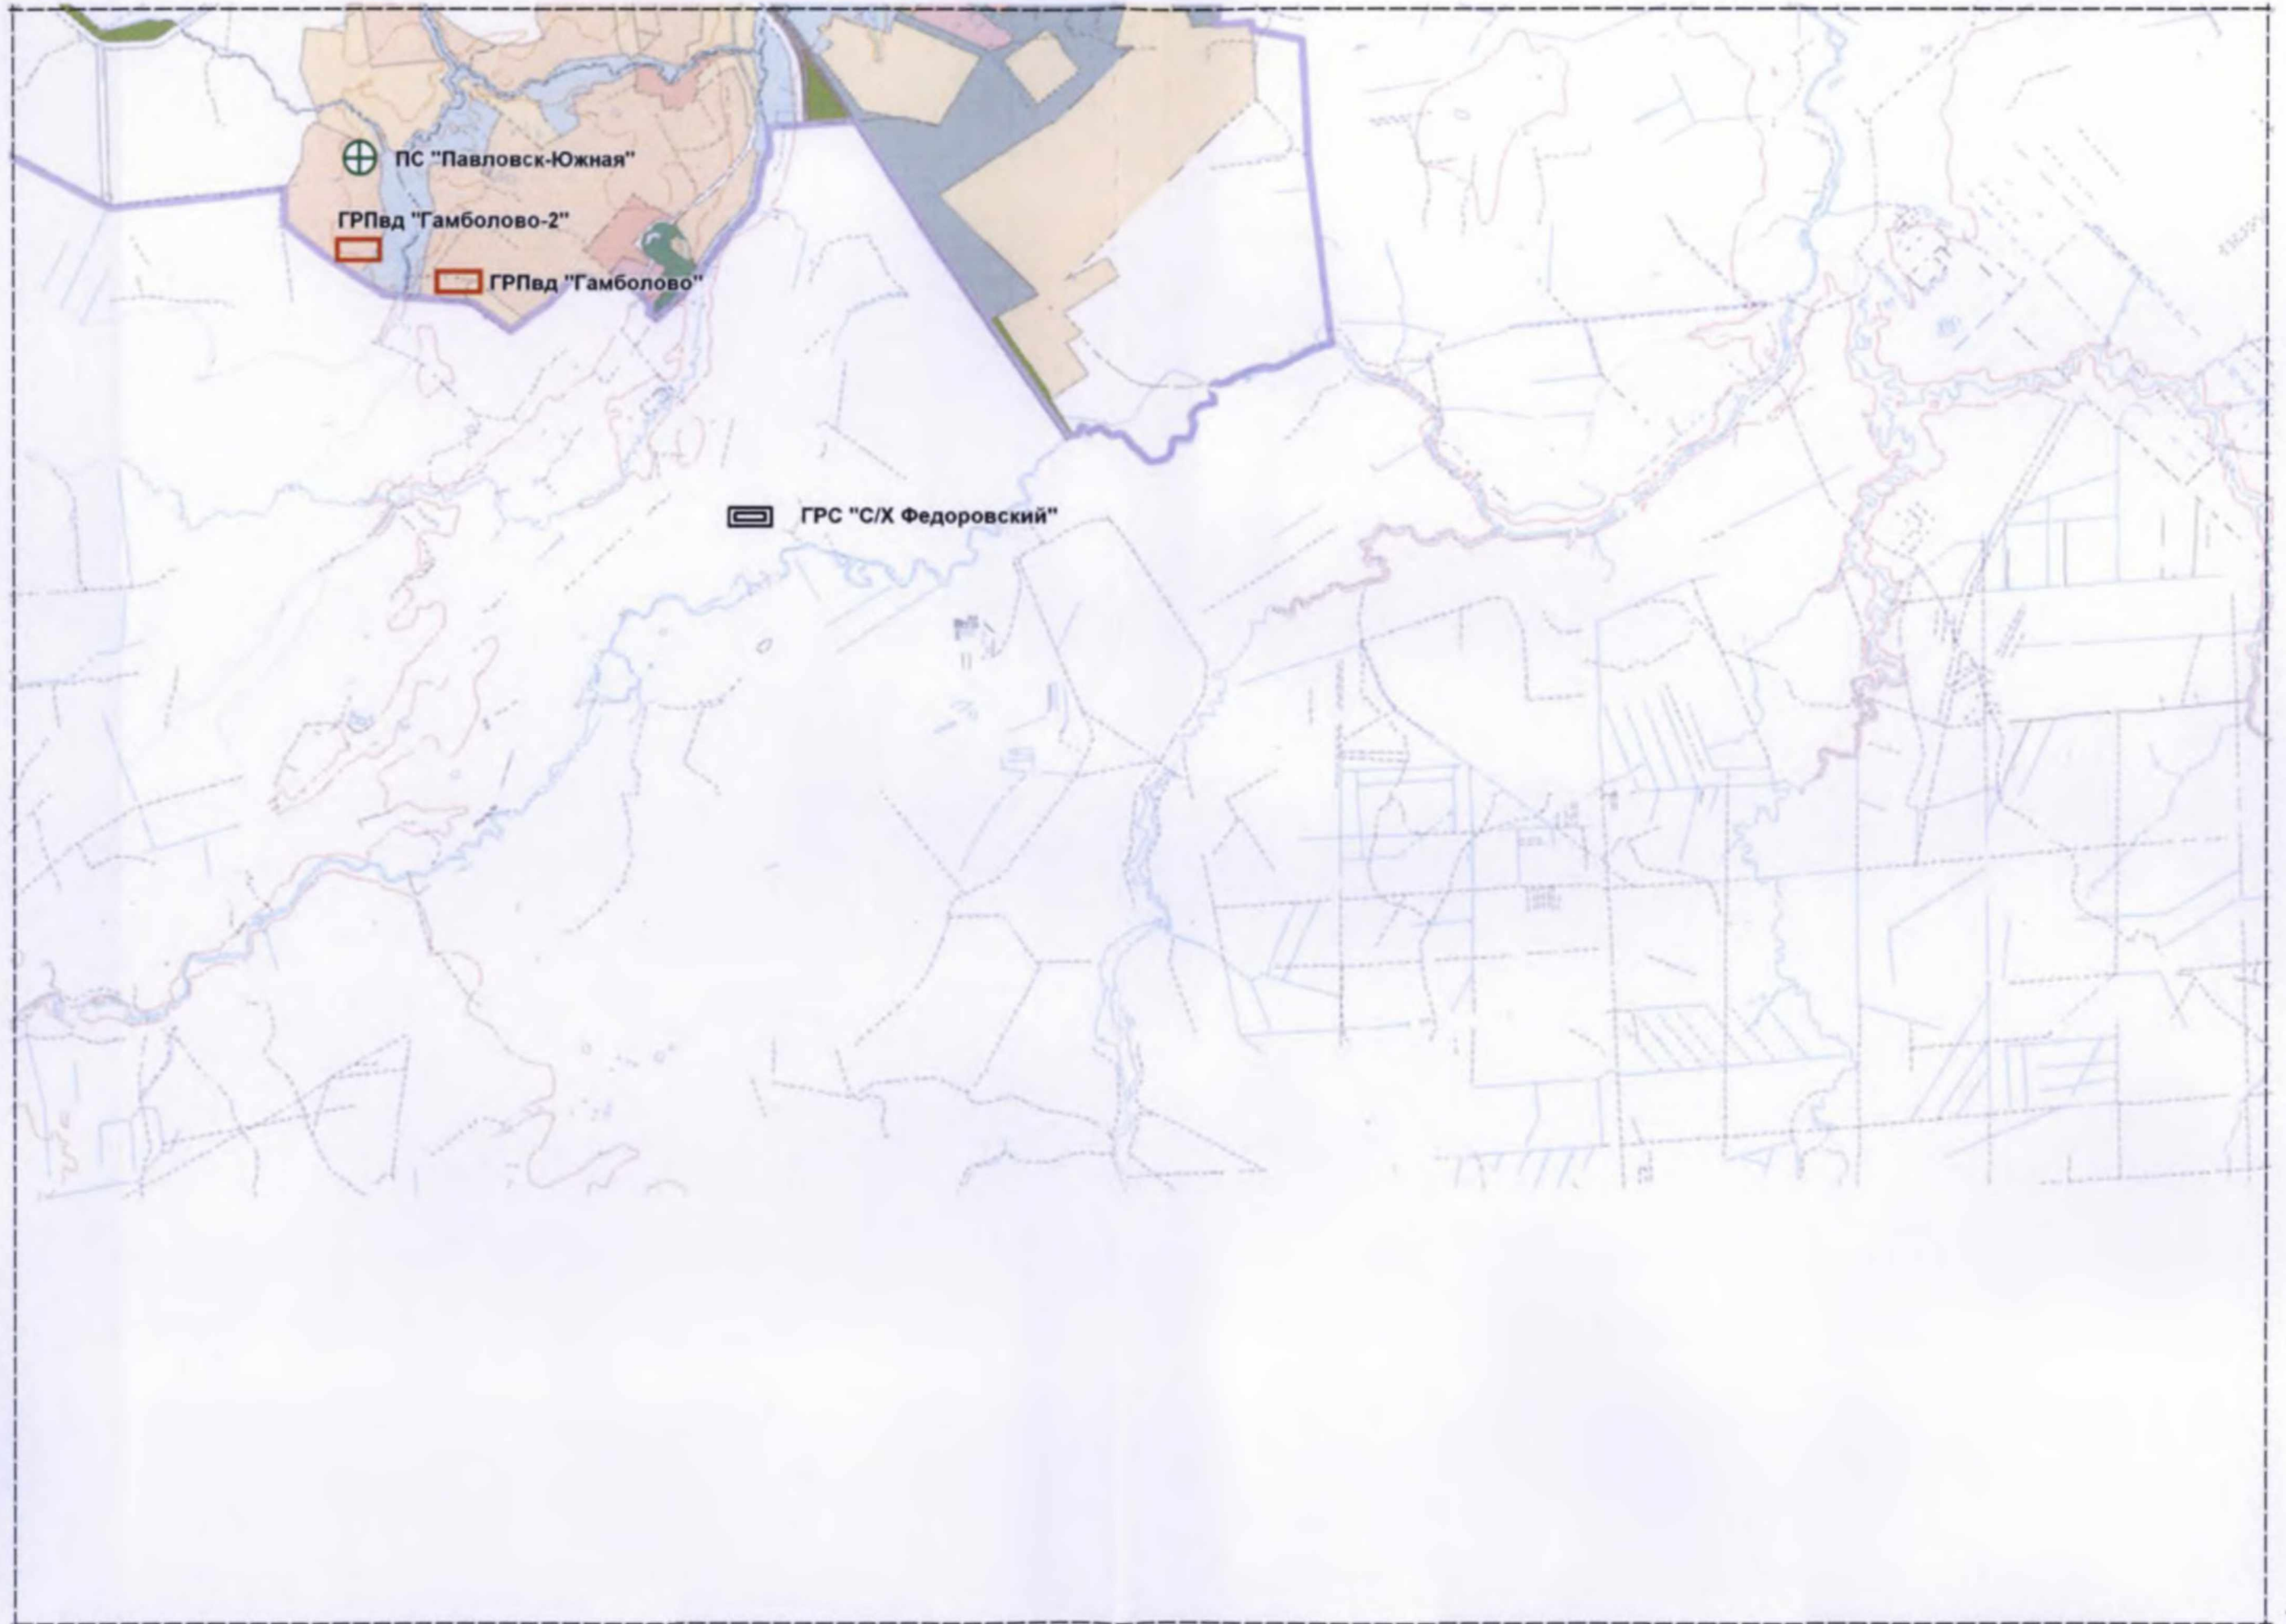 ПС "Павловск-Южная"
ГРПвд "Гамболово-2"
ГРПвд "Гамболово"
ГРС "С/Х Федоровский"